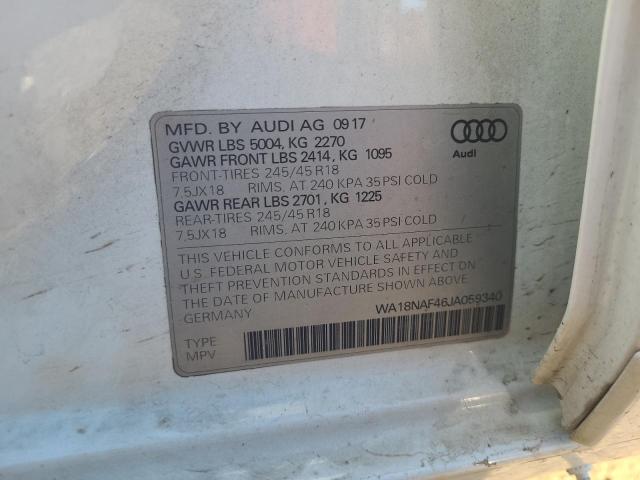 MFD. BY AUDI AG 09 17
GVWR LBS 5004, KG 2270
GAWR FRONT LBS 2414, KG 1095
FRONT-TIRES 245/45 R18
7,5JX18 RIMS. AT 240 KPA 35 PSI COLD
GAWR REAR LBS 2701, KG 1225
REAR-TIRES 245/45 R18
7,5JX18 RIMS. AT 240 KPA 35 PSI COLD
Audi
THIS VEHICLE CONFORMS TO ALL APPLICABLE
U.S. FEDERAL MOTOR VEHICLE SAFETY AND
THEFT PREVENTION STANDARDS IN EFFECT ON
THE DATE OF MANUFACTURE SHOWN ABOVE
GERMANY
WA18NAF46JA059340
TYPE
MPV